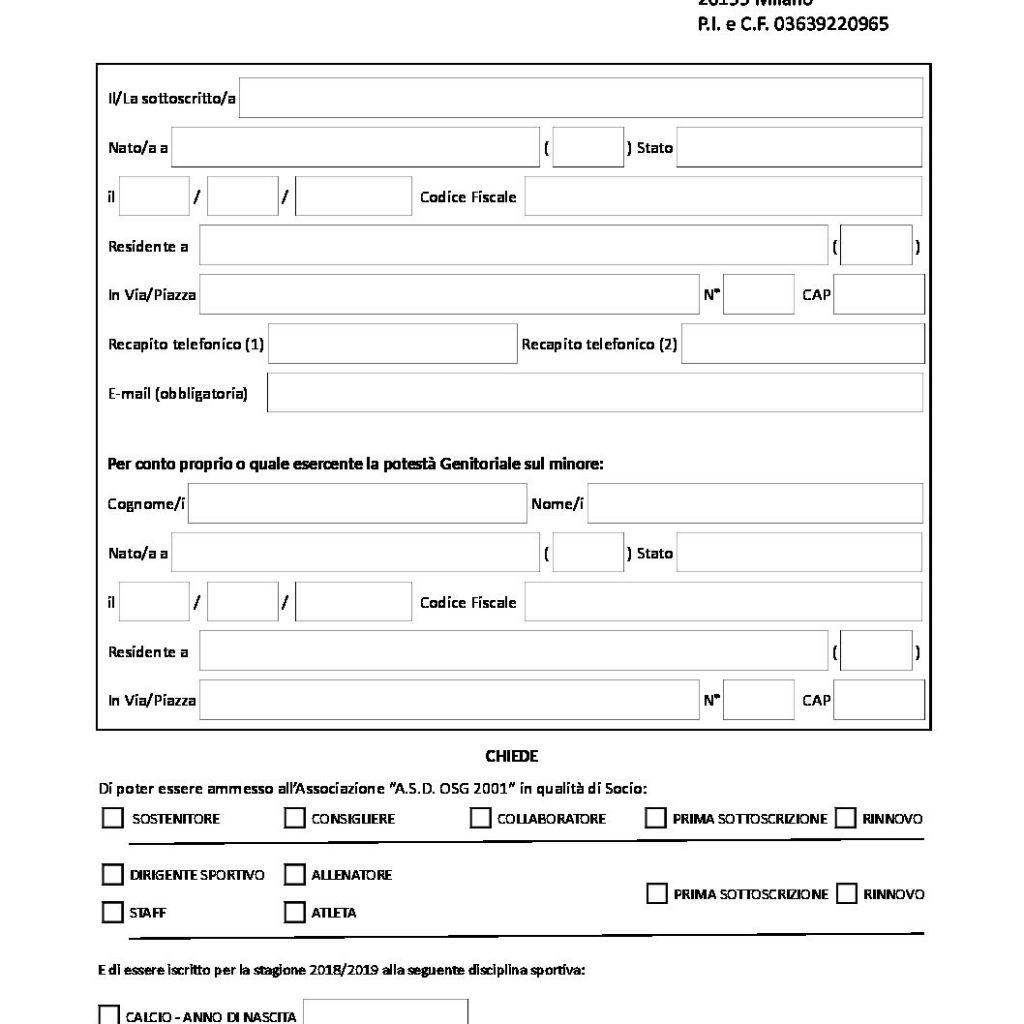 20153 Milano
P.I. e C.F. 03639220965
Il/La sottoscritto/a
Nato/a a ( ) Stato
il / / Codice Fiscale
Residente a ( )
In Via/Piazza N° CAP
Recapito telefonico (1) Recapito telefonico (2)
E-mail (obbligatoria)
Per conto proprio o quale esercente la potestà Genitoriale sul minore:
Cognome/i Nome/i
Nato/a a ( ) Stato
il / / Codice Fiscale
Residente a ( )
In Via/Piazza N° CAP
CHIEDE
Di poter essere ammesso all'Associazione "A.S.D. OSG 2001" in qualità di Socio:
SOSTENITORE CONSIGLIERE COLLABORATORE PRIMA SOTTOSCRIZIONE RINNOVO
DIRIGENTE SPORTIVO ALLENATORE
PRIMA SOTTOSCRIZIONE RINNOVO
STAFF ATLETA
E di essere iscritto per la stagione 2018/2019 alla seguente disciplina sportiva:
CALCIO - ANNO DI NASCITA